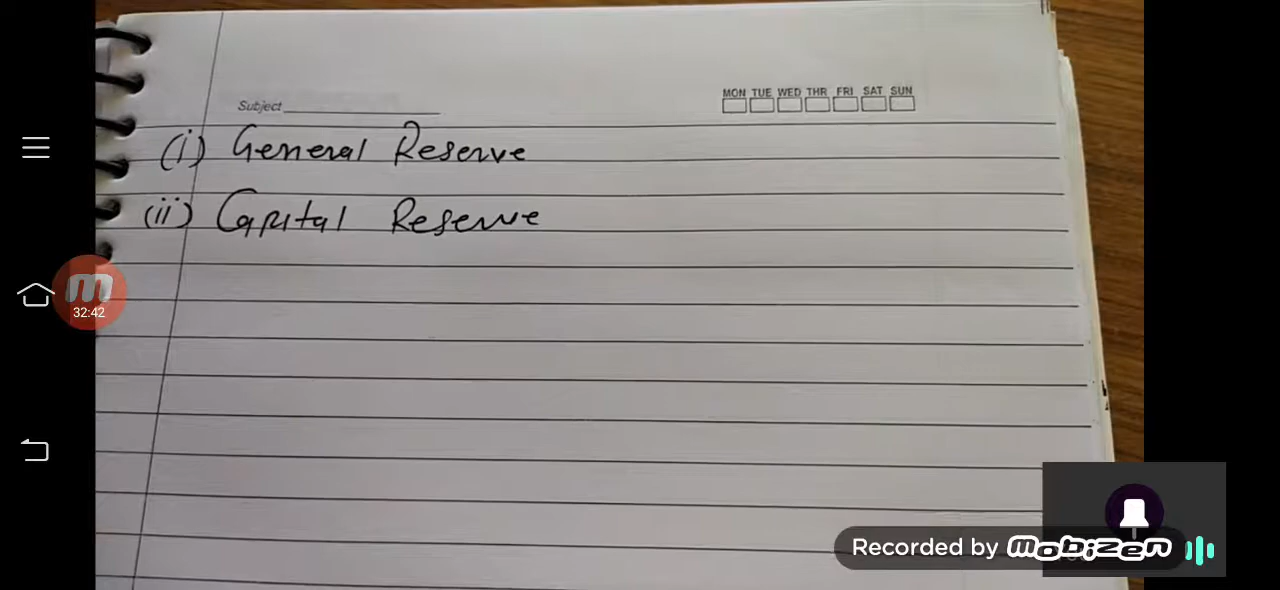 Subject
MON TUE WED THR FRI SAT SUN
(i) General Reserve
(ii) Capital Reserve
32:42
Recorded by mobizen